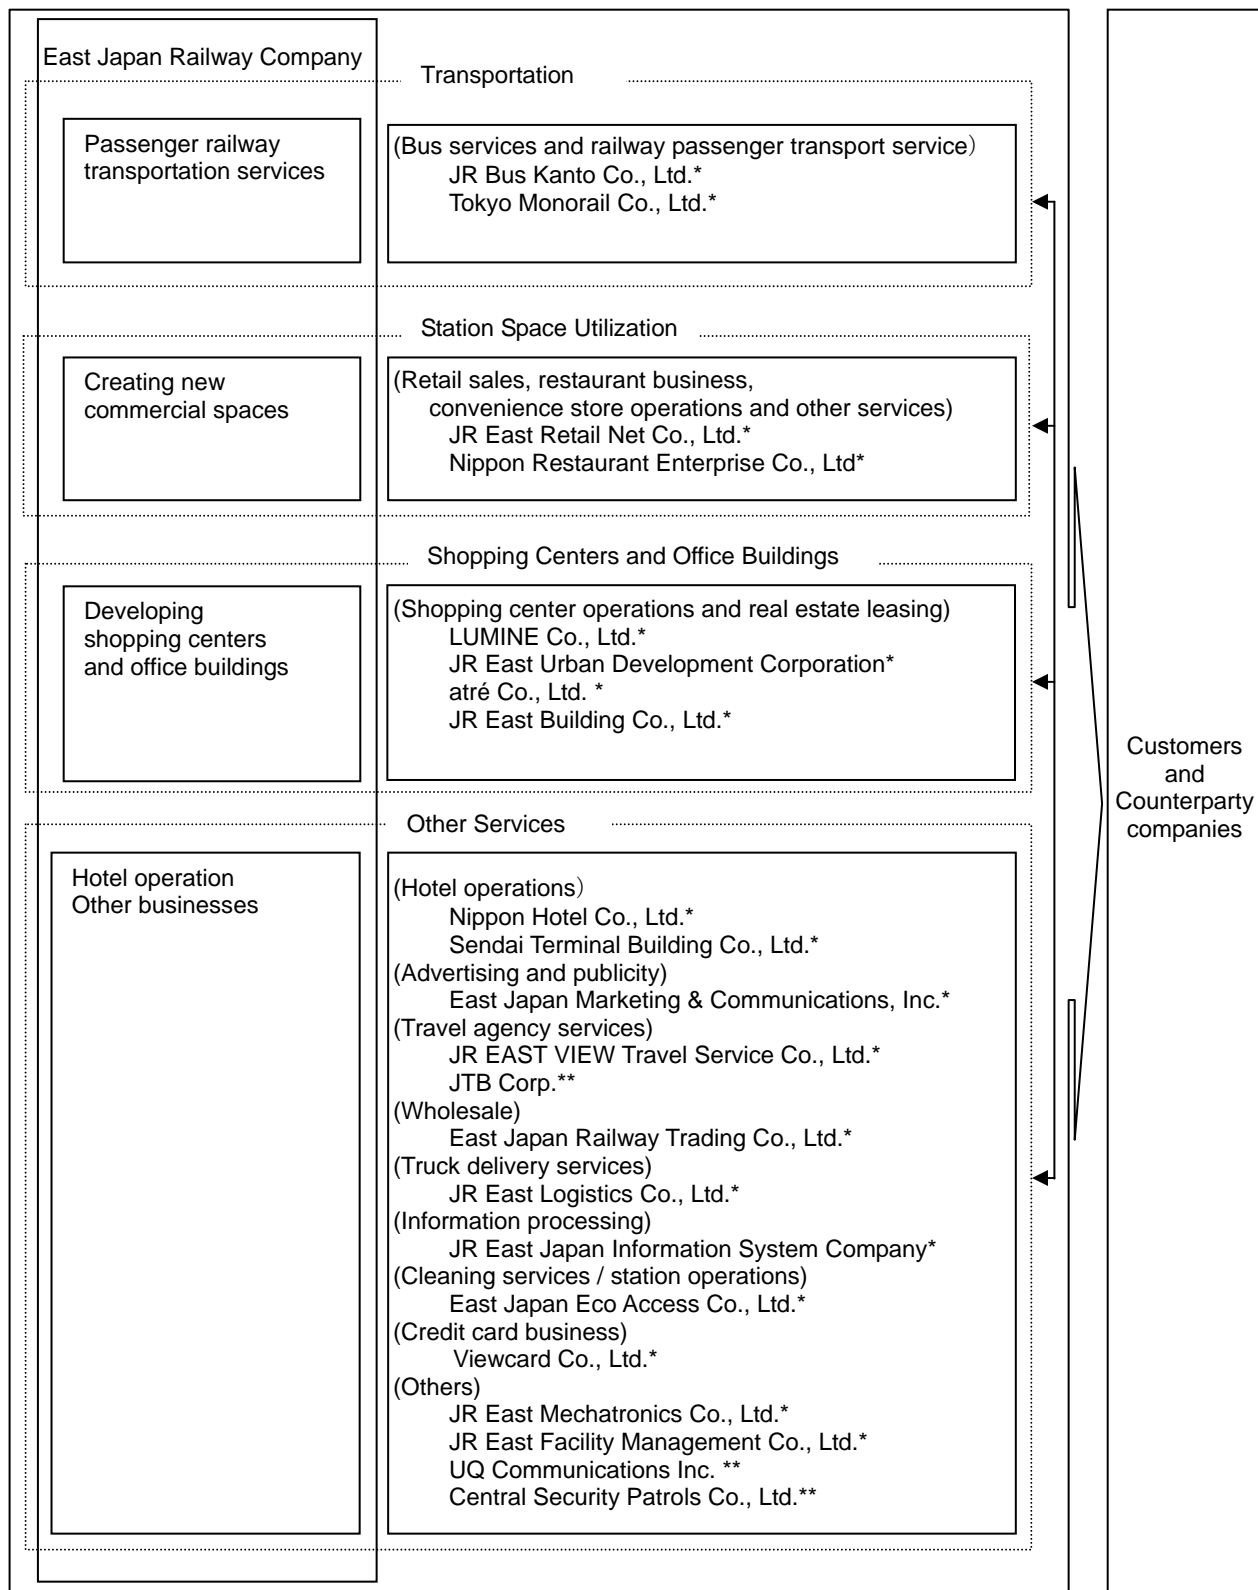 East Japan Railway Company
Transportation
Passenger railway
transportation services
(Bus services and railway passenger transport service）
JR Bus Kanto Co., Ltd.*
Tokyo Monorail Co., Ltd.*
Station Space Utilization
Creating new
commercial spaces
(Retail sales, restaurant business,
convenience store operations and other services)
JR East Retail Net Co., Ltd.*
Nippon Restaurant Enterprise Co., Ltd*
Shopping Centers and Office Buildings
Developing
shopping centers
and office buildings
(Shopping center operations and real estate leasing)
LUMINE Co., Ltd.*
JR East Urban Development Corporation*
atré Co., Ltd. *
JR East Building Co., Ltd.*
Other Services
Hotel operation
Other businesses
(Hotel operations）
Nippon Hotel Co., Ltd.*
Sendai Terminal Building Co., Ltd.*
(Advertising and publicity)
East Japan Marketing & Communications, Inc.*
(Travel agency services)
JR EAST VIEW Travel Service Co., Ltd.*
JTB Corp.**
(Wholesale)
East Japan Railway Trading Co., Ltd.*
(Truck delivery services)
JR East Logistics Co., Ltd.*
(Information processing)
JR East Japan Information System Company*
(Cleaning services / station operations)
East Japan Eco Access Co., Ltd.*
(Credit card business)
Viewcard Co., Ltd.*
(Others)
JR East Mechatronics Co., Ltd.*
JR East Facility Management Co., Ltd.*
UQ Communications Inc. **
Central Security Patrols Co., Ltd.**
Customers
and
Counterparty
companies